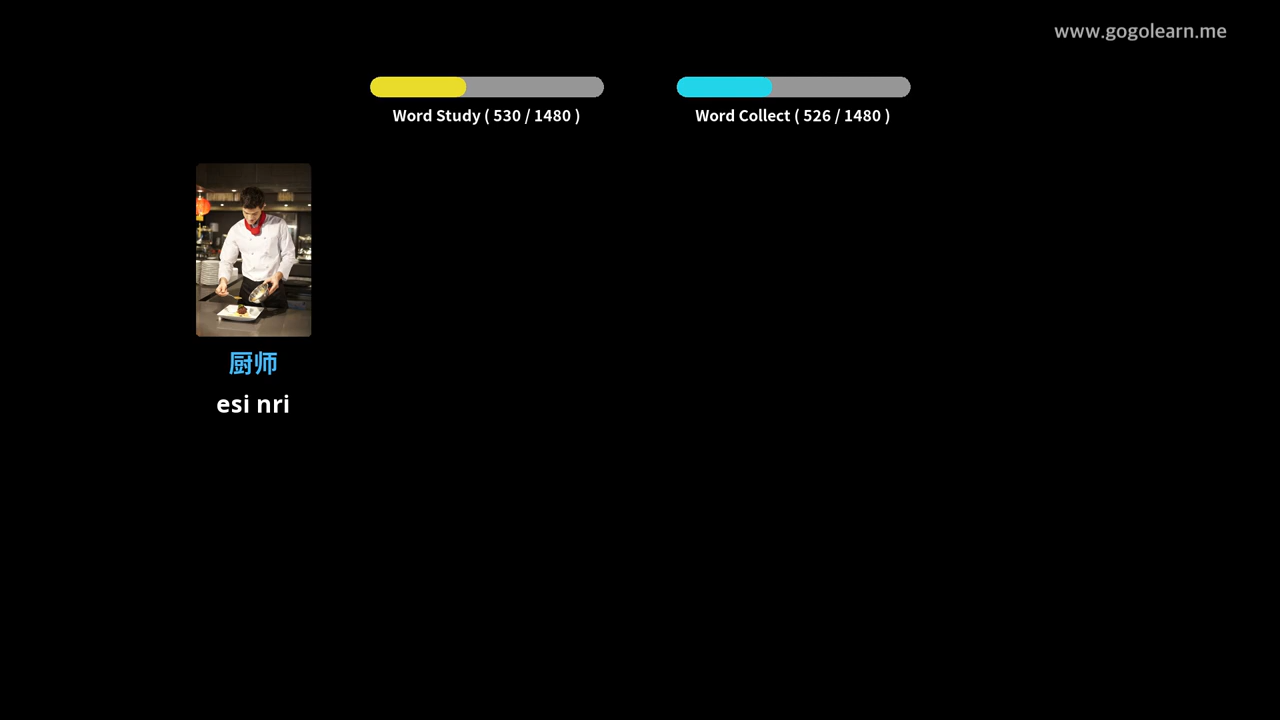 www.gogolearn.me
Word Study ( 530 / 1480 )
Word Collect ( 526 / 1480 )
厨师
esi nri